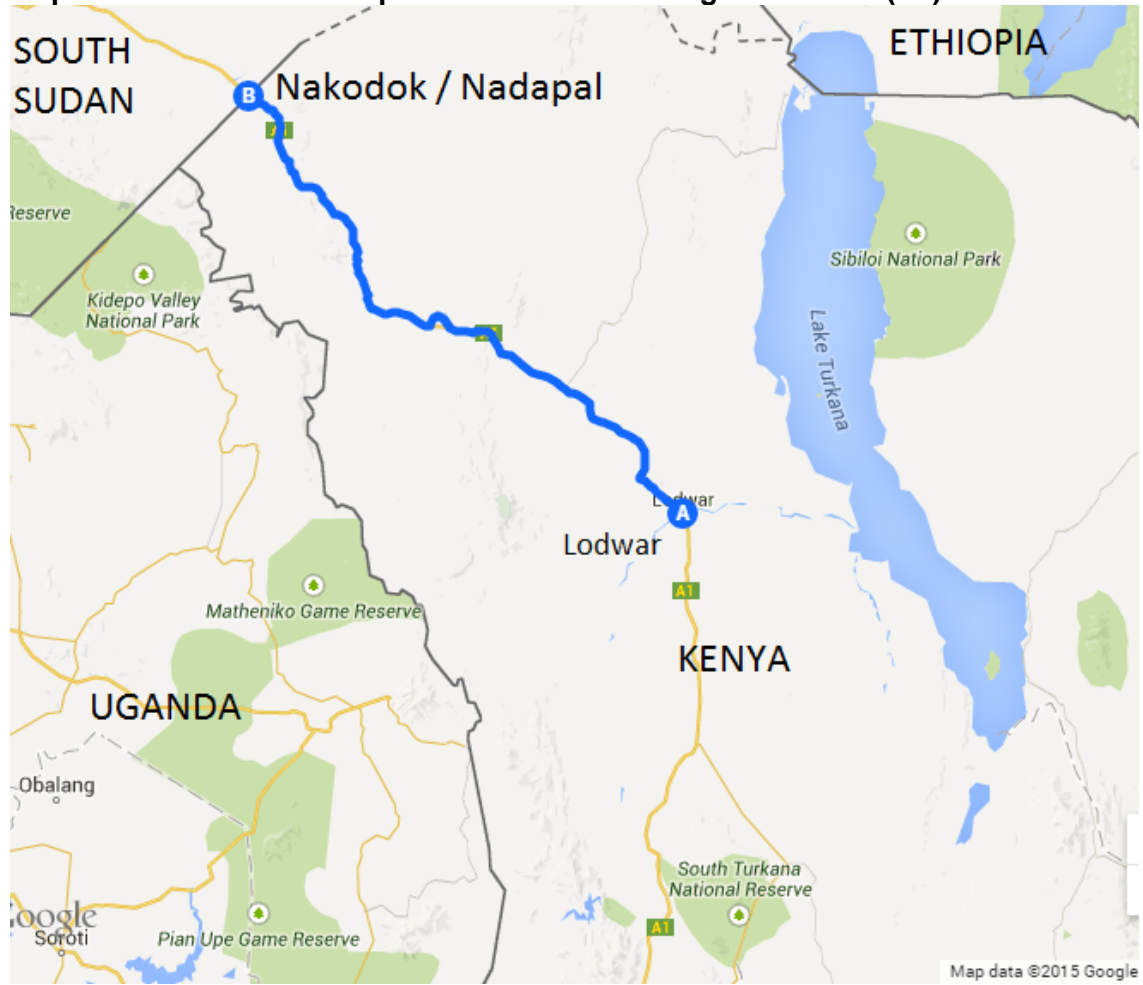 SOUTH
SUDAN
ETHIOPIA
B
Nakodok / Nadapal
A1
Reserve
Sibiloi National Park
Kidepo Valley
National Park
Lake Turkana
Lodwar
A
Lodwar
A1
Matheniko Game Reserve
KENYA
UGANDA
Obalang
South Turkana
National Reserve
Google
A1
Soroti
Pian Upe Game Reserve
Map data ©2015 Google